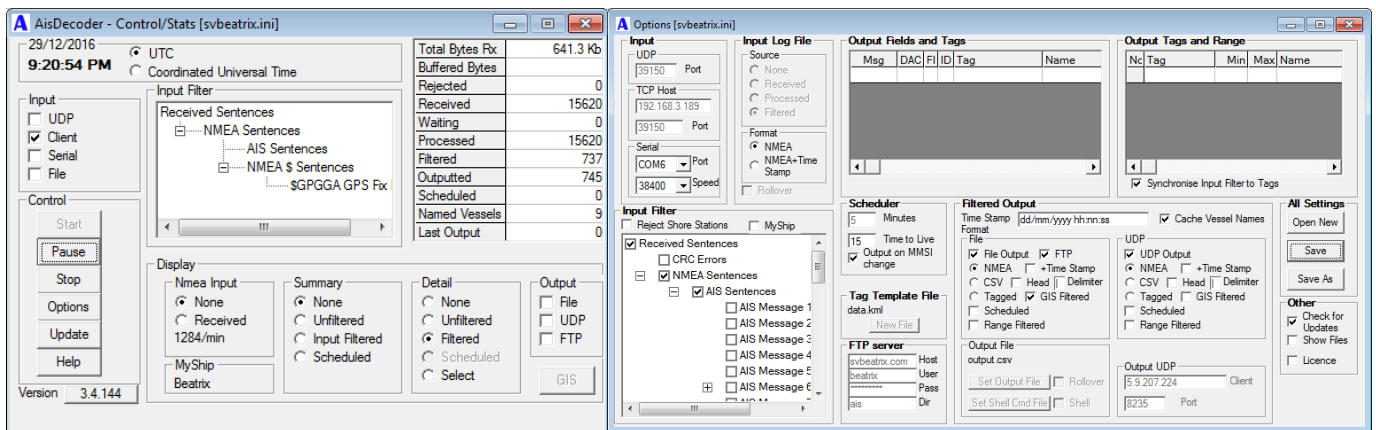 AisDecoder - Control/Stats [svbeatrix.ini]
29/12/2016
9:20:54 PM
UTC
Coordinated Universal Time
Input
UDP
Client
Serial
File
Input Filter
Received Sentences
NMEA Sentences
AIS Sentences
NMEA $ Sentences
$GPGGA GPS Fix
Total Bytes Rx 641.3 Kb
Buffered Bytes
Rejected 0
Received 15620
Waiting 0
Processed 15620
Filtered 737
Outputted 745
Scheduled 0
Named Vessels 9
Last Output 0
Control
Start
Pause
Stop
Options
Update
Help
Version 3.4.144
Display
Nmea Input
None
Received
1284/min
MyShip
Beatrix
Summary
None
Unfiltered
Input Filtered
Scheduled
Detail
None
Unfiltered
Filtered
Scheduled
Select
Output
File
UDP
FTP
GIS
Options [svbeatrix.ini]
Input
UDP
39150 Port
TCP Host
192.168.3.189
39150 Port
Serial
COM6 Port
38400 Speed
Input Log File
Source
None
Received
Processed
Filtered
Format
NMEA
NMEA+Time
Stamp
Rollover
Output Fields and Tags
Msg DAC FI ID Tag Name
Output Tags and Range
Nc Tag Min Max Name
Synchronise Input Filter to Tags
Input Filter
Reject Shore Stations MyShip
Received Sentences
CRC Errors
NMEA Sentences
AIS Sentences
AIS Message 1
AIS Message 2
AIS Message 3
AIS Message 4
AIS Message 5
AIS Message 6
Scheduler
5 Minutes
15 Time to Live
Output on MMSI
change
Tag Template File
data.kml
New File
FTP server
svbeatrix.com Host
beatrix User
********* Pass
ais Dir
Filtered Output
Time Stamp dd/mm/yyyy hh:nn:ss Cache Vessel Names
Format
File
File Output FTP
NMEA +Time Stamp
CSV Head | Delimiter
Tagged GIS Filtered
Scheduled
Range Filtered
Output File
output.csv
Set Output File Rollover
Set Shell Cmd File Shell
UDP
UDP Output
NMEA +Time Stamp
CSV Head | Delimiter
Tagged GIS Filtered
Scheduled
Range Filtered
Output UDP
5.9.207.224 Client
8235 Port
All Settings
Open New
Save
Save As
Other
Check for
Updates
Show Files
Licence